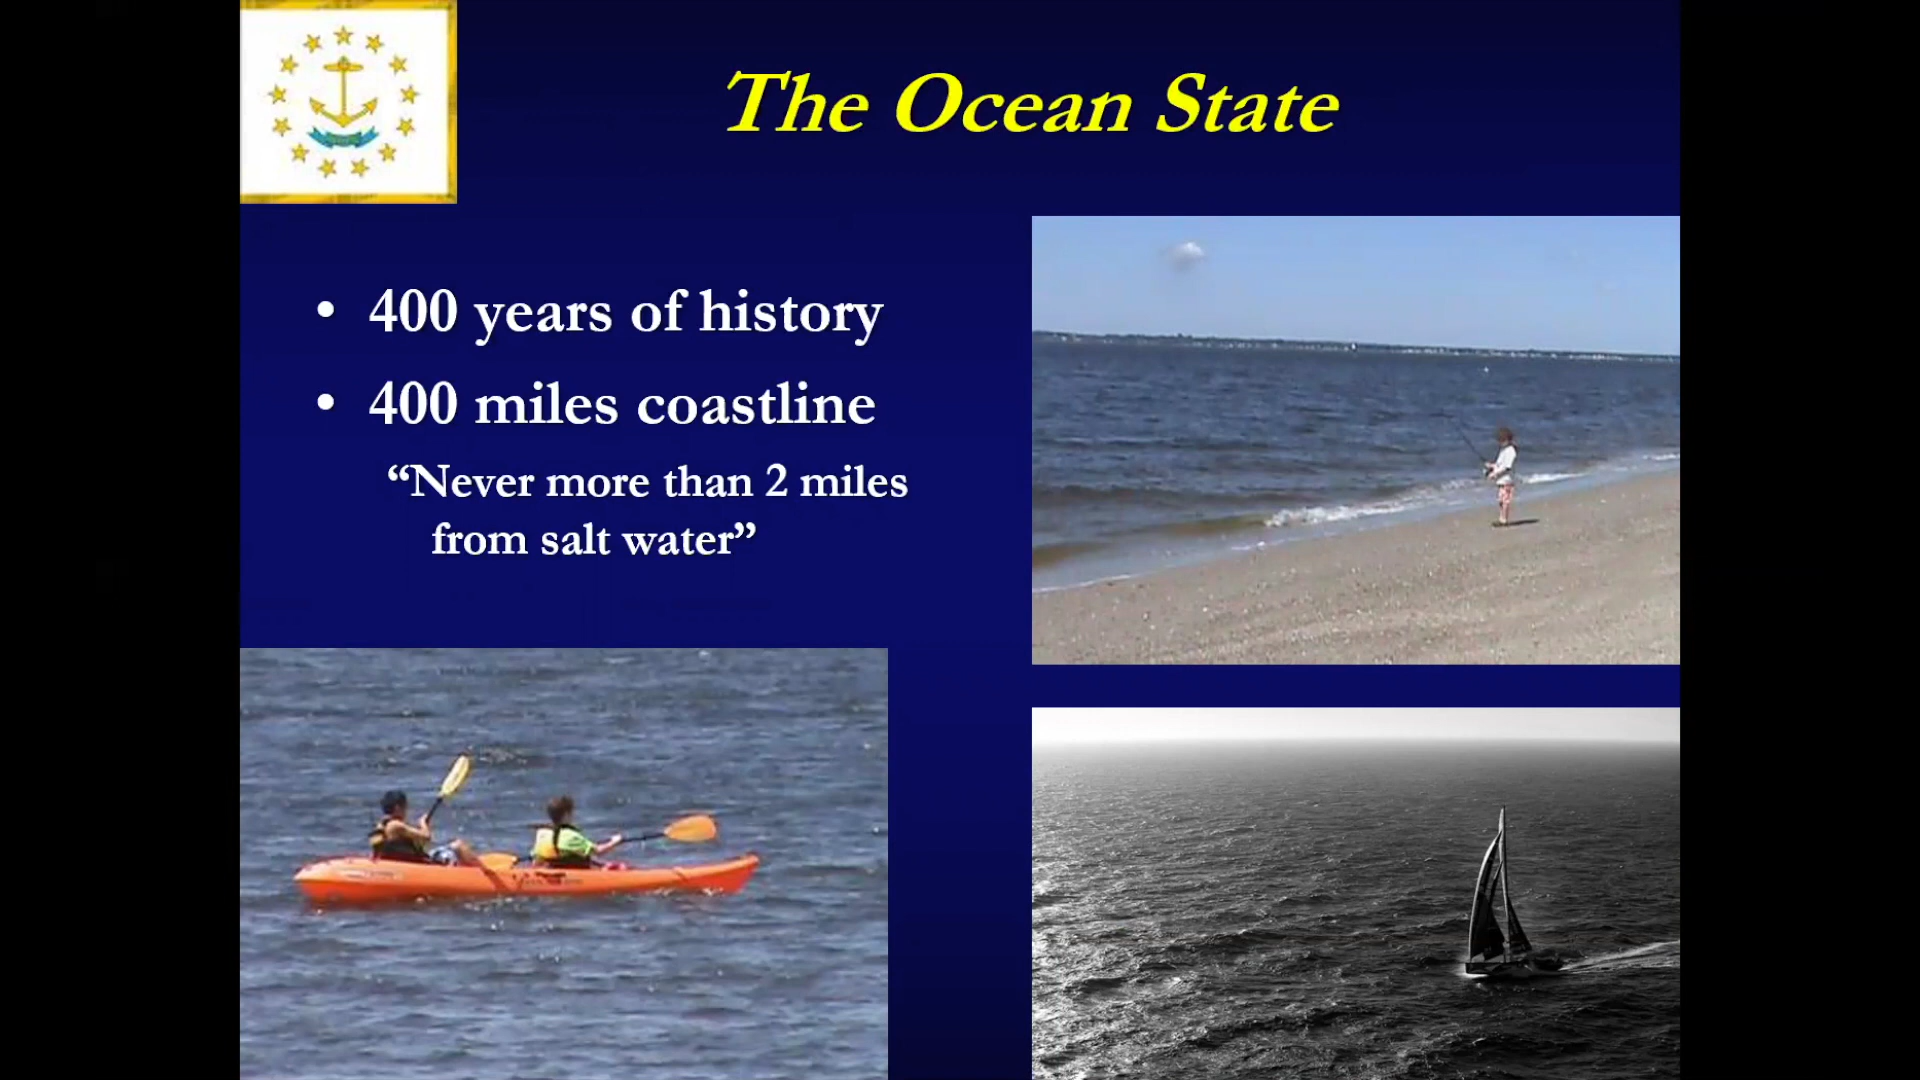 The Ocean State
• 400 years of history
• 400 miles coastline
“Never more than 2 miles
from salt water”